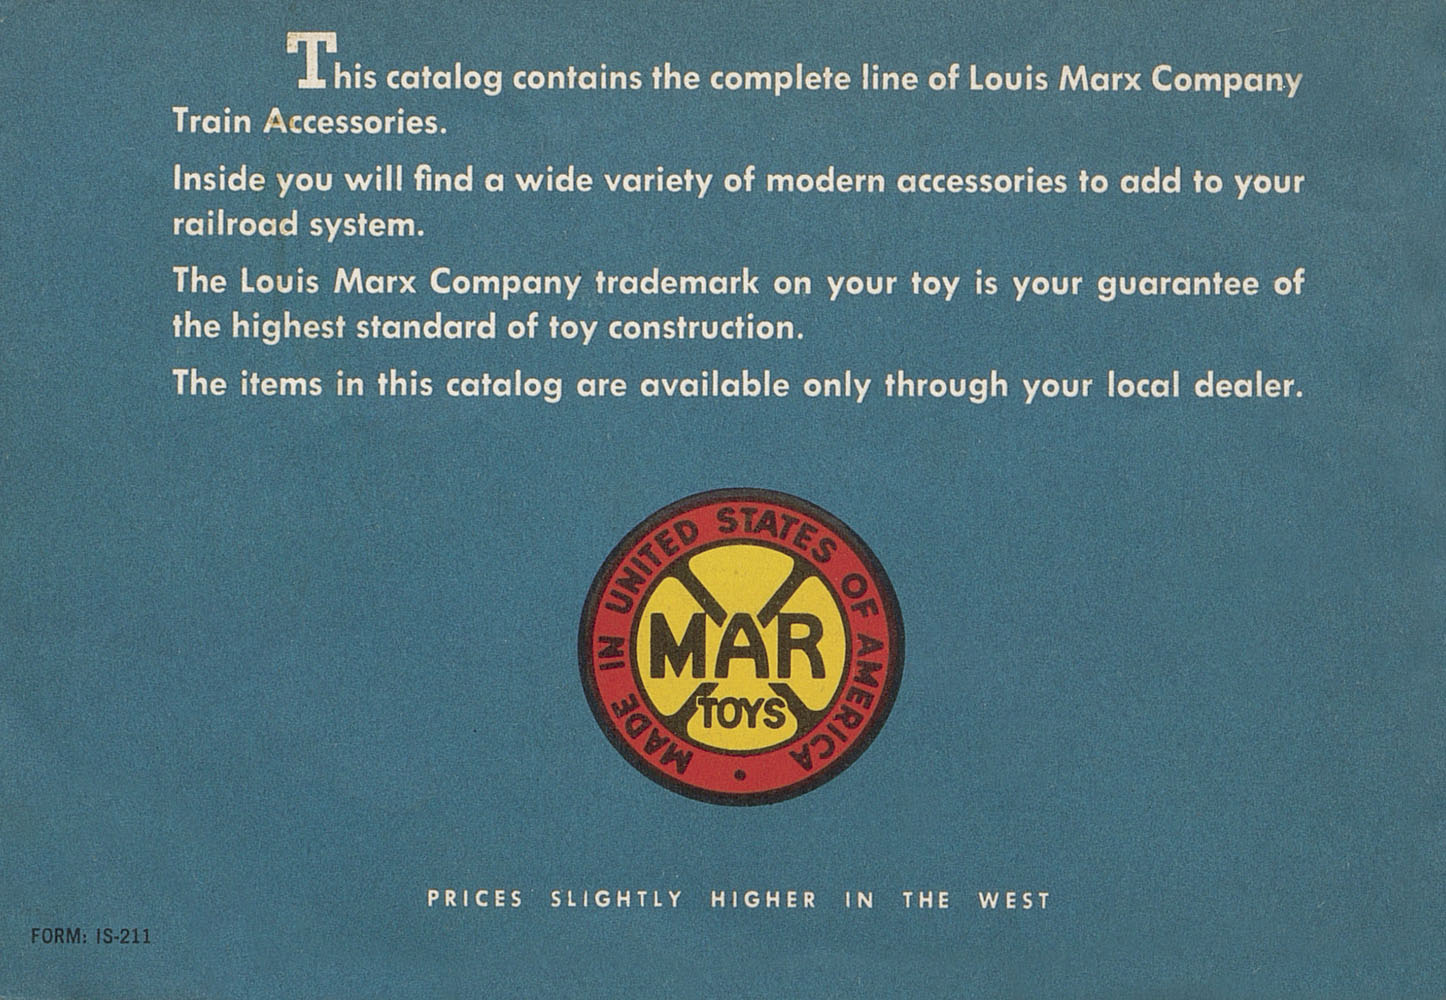 This catalog contains the complete line of Louis Marx Company
Train Accessories.
Inside you will find a wide variety of modern accessories to add to your
railroad system.
The Louis Marx Company trademark on your toy is your guarantee of
the highest standard of toy construction.
The items in this catalog are available only through your local dealer.
MADE IN UNITED STATES OF AMERICA
MAR
TOYS
PRICES SLIGHTLY HIGHER IN THE WEST
FORM: IS-211